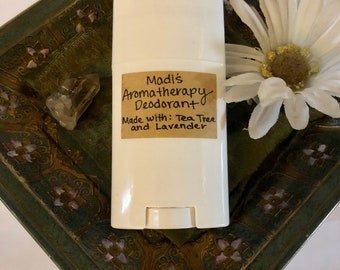 Madi's
Aromatherapy
Deodorant
Made with: Tea Tree
and Lavender